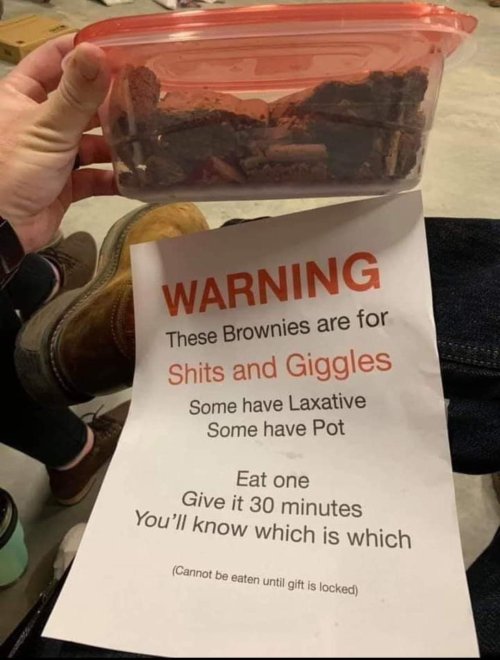 WARNING
These Brownies are for
Shits and Giggles
Some have Laxative
Some have Pot
Eat one
Give it 30 minutes
You'll know which is which
(Cannot be eaten until gift is locked)